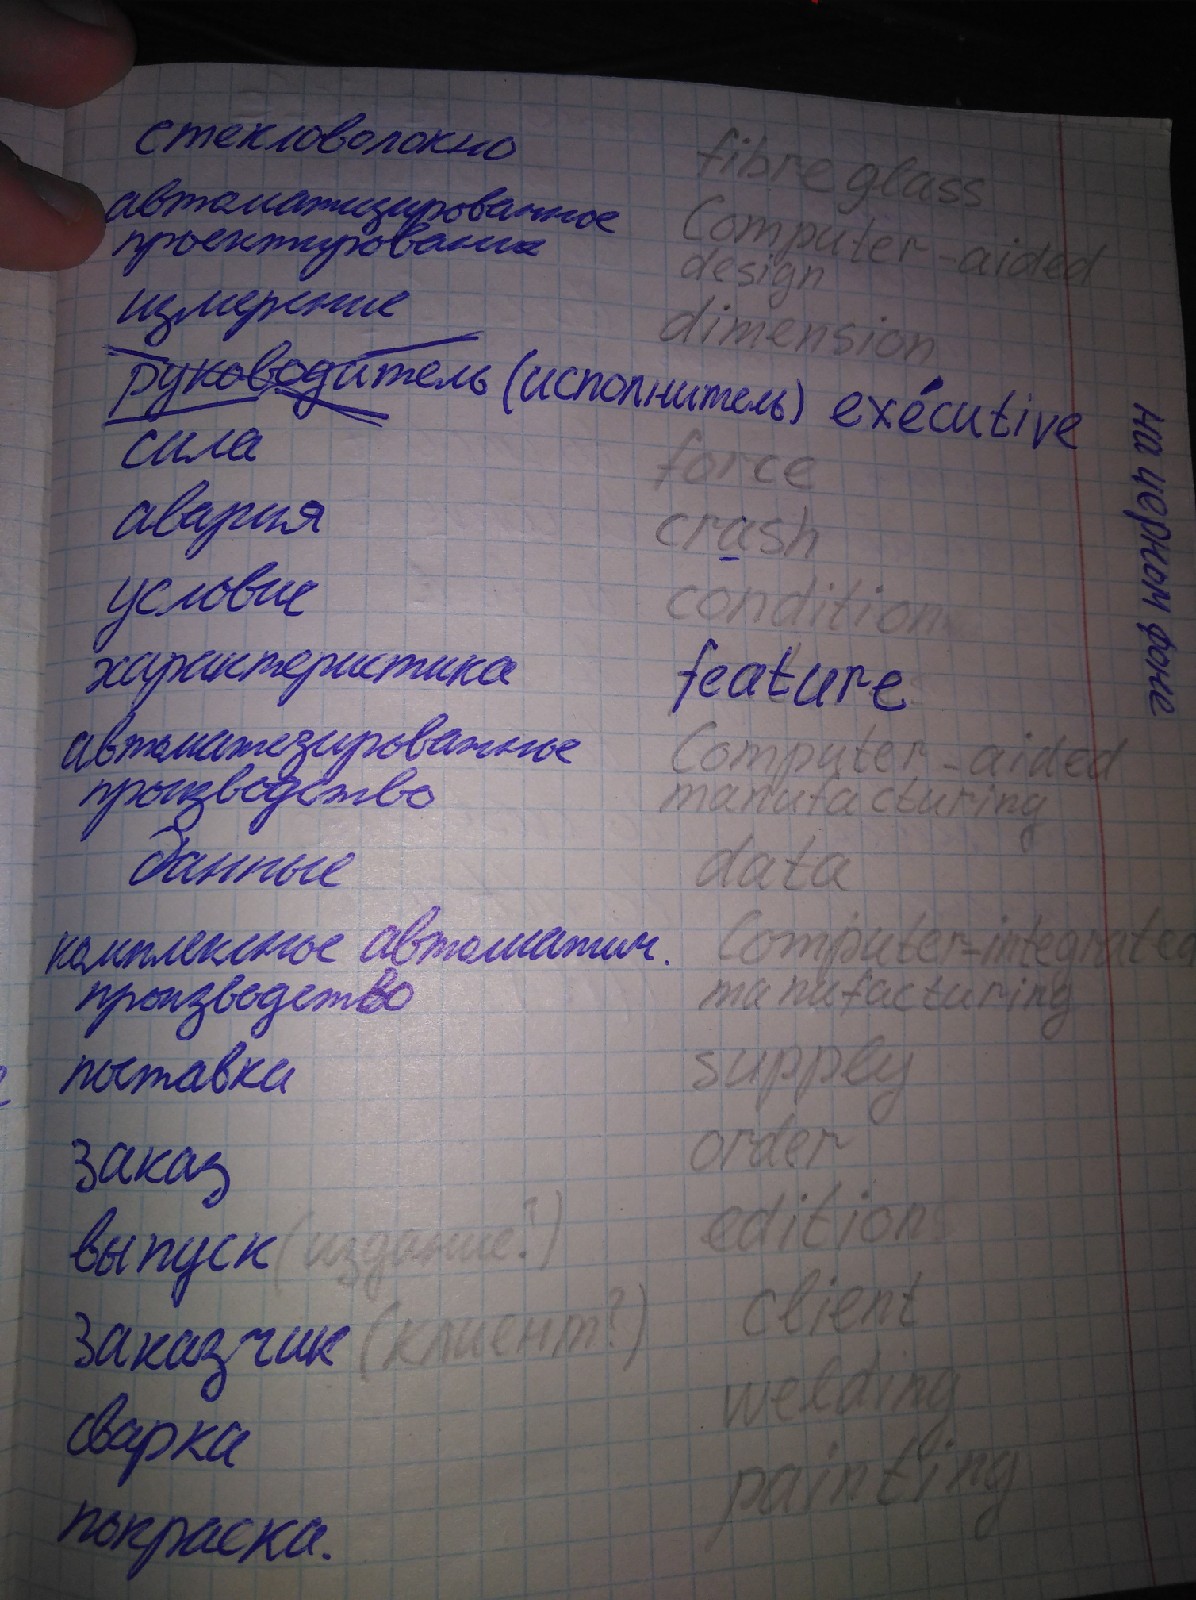 стекловолокно fibre glass
автоматизированное Computer-aided
проектирование design
измерение dimension
руководитель (исполнитель) exécutive
сила force
авария crash
условие condition
характеристика feature
автоматезированное Computer-aided
производство manufacturing
данные data
комплексное автоматич. Computer-integrated
производство manufacturing
поставка supply
заказ order
выпуск (издание?) edition
заказчик (клиент?) client
сварка welding
покраска. painting
на черном фоне